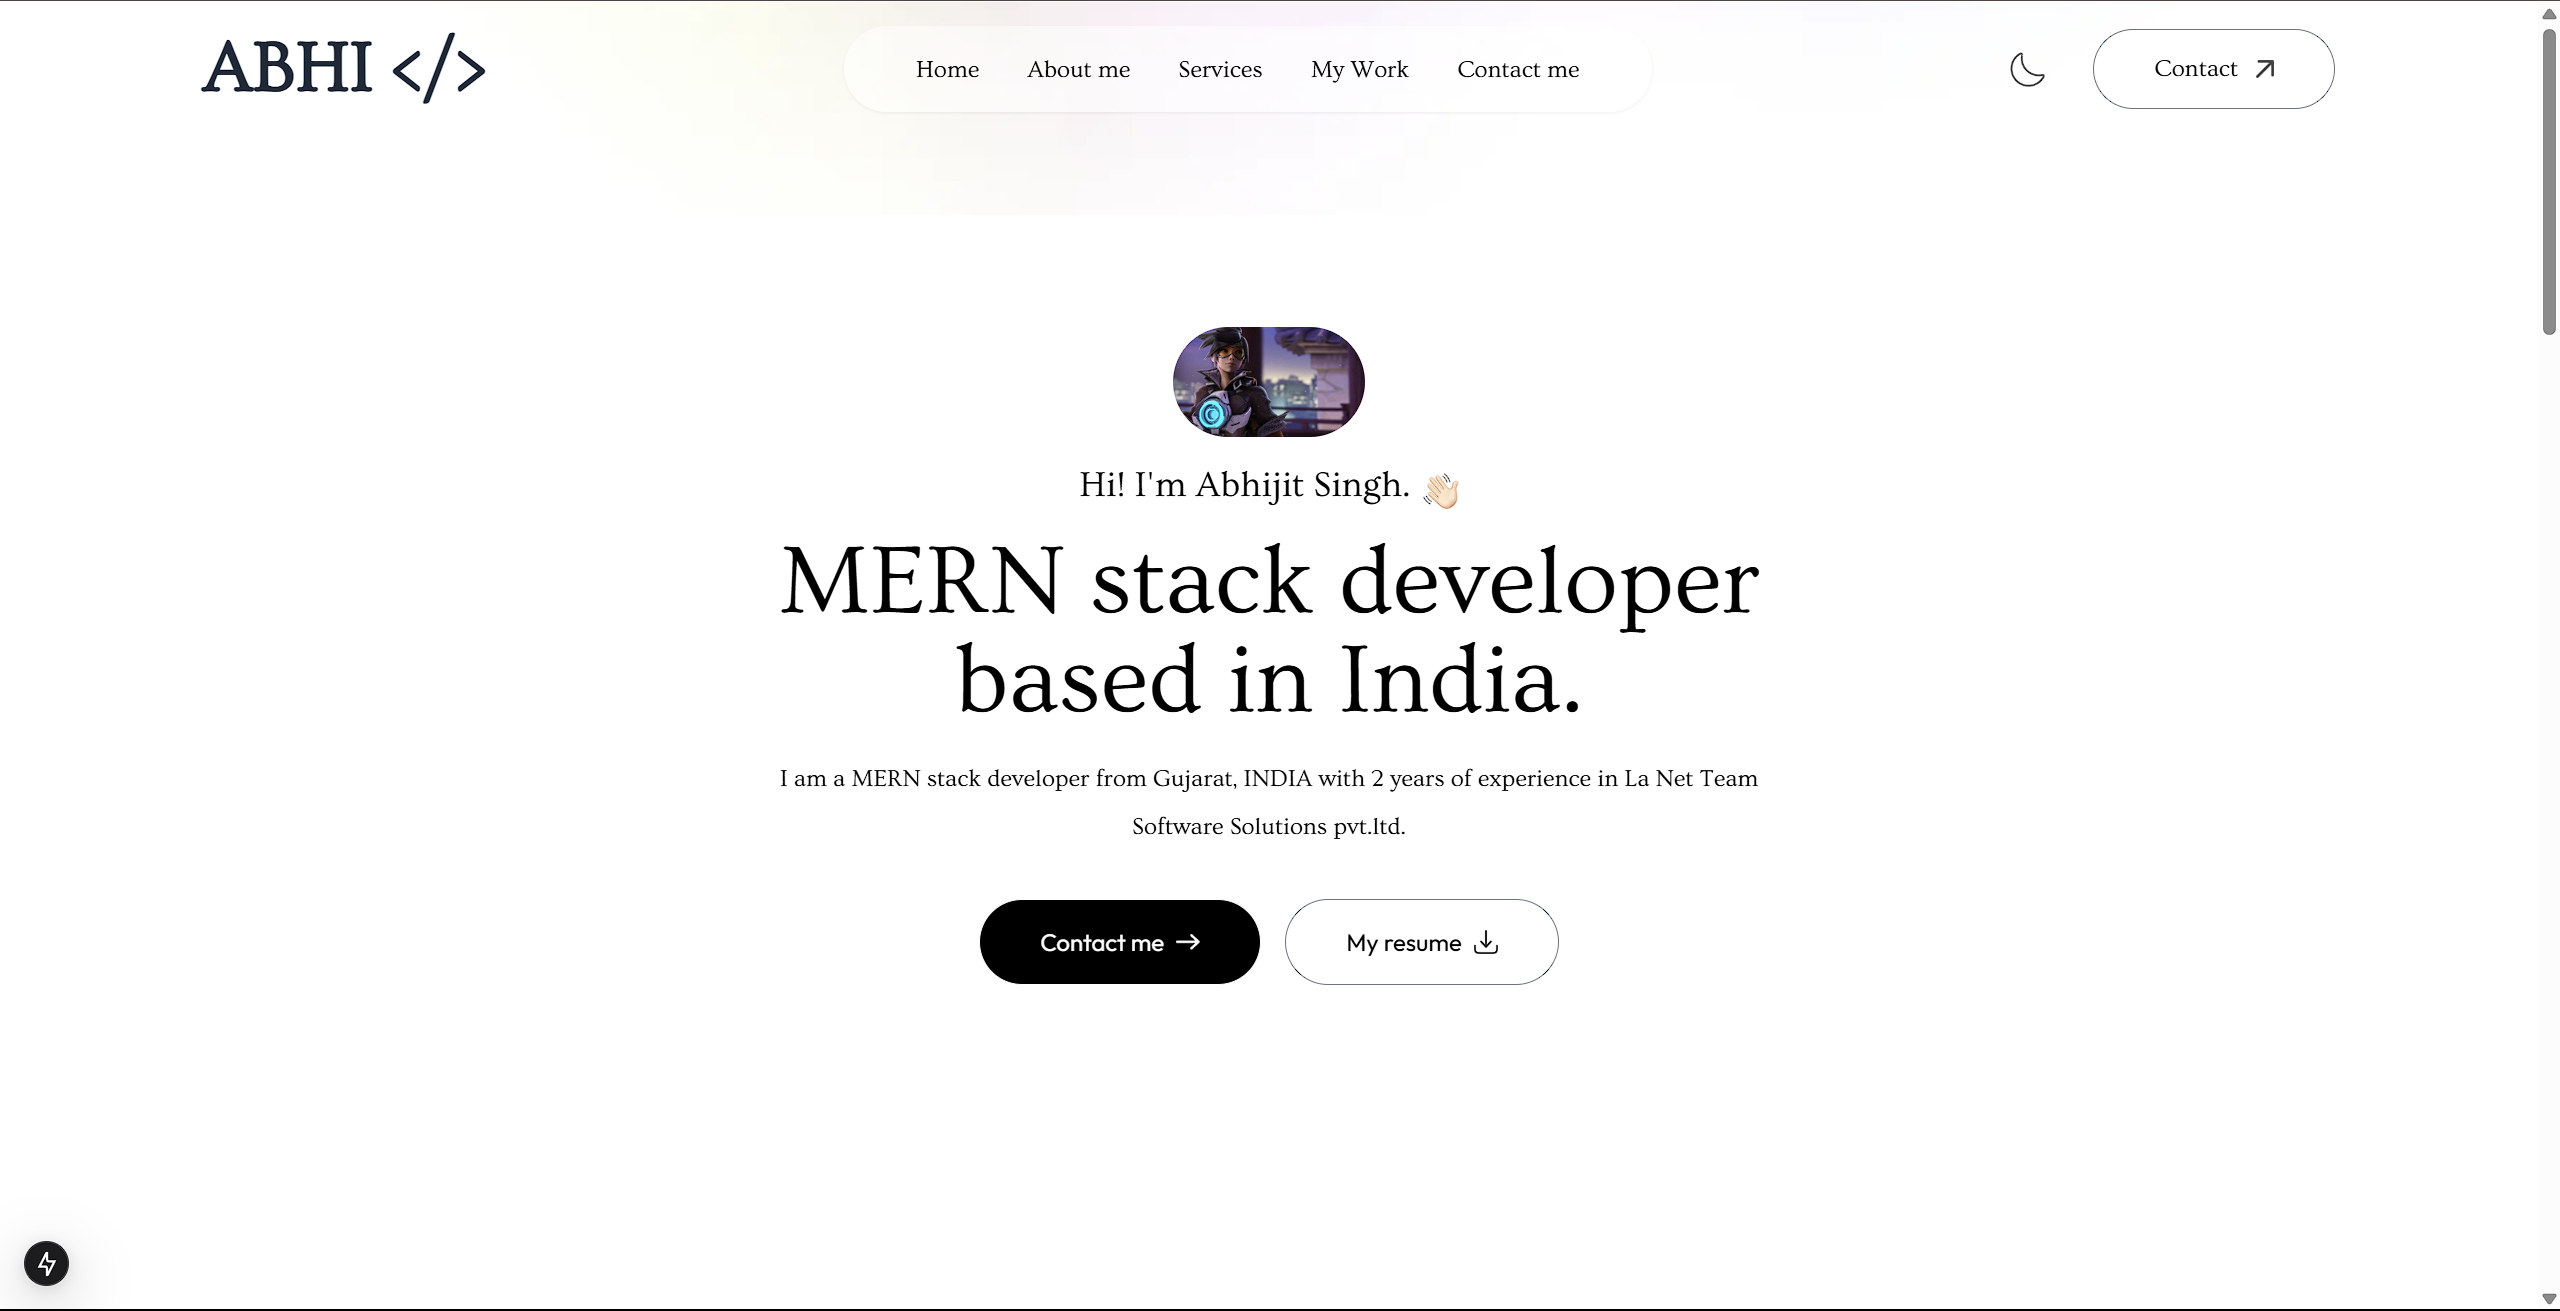 ABHI </>
Home About me Services My Work Contact me
Contact
Hi! I'm Abhijit Singh. 👋🏻
MERN stack developer
based in India.
I am a MERN stack developer from Gujarat, INDIA with 2 years of experience in La Net Team
Software Solutions pvt.ltd.
Contact me →
My resume